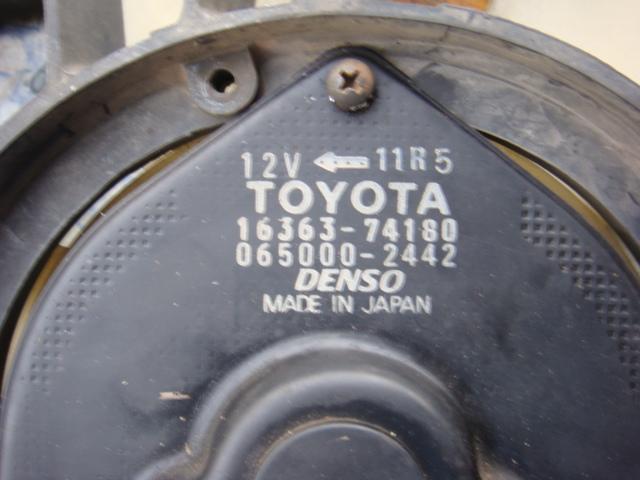 12V ← 11R5
TOYOTA
16363-74180
065000-2442
DENSO
MADE IN JAPAN